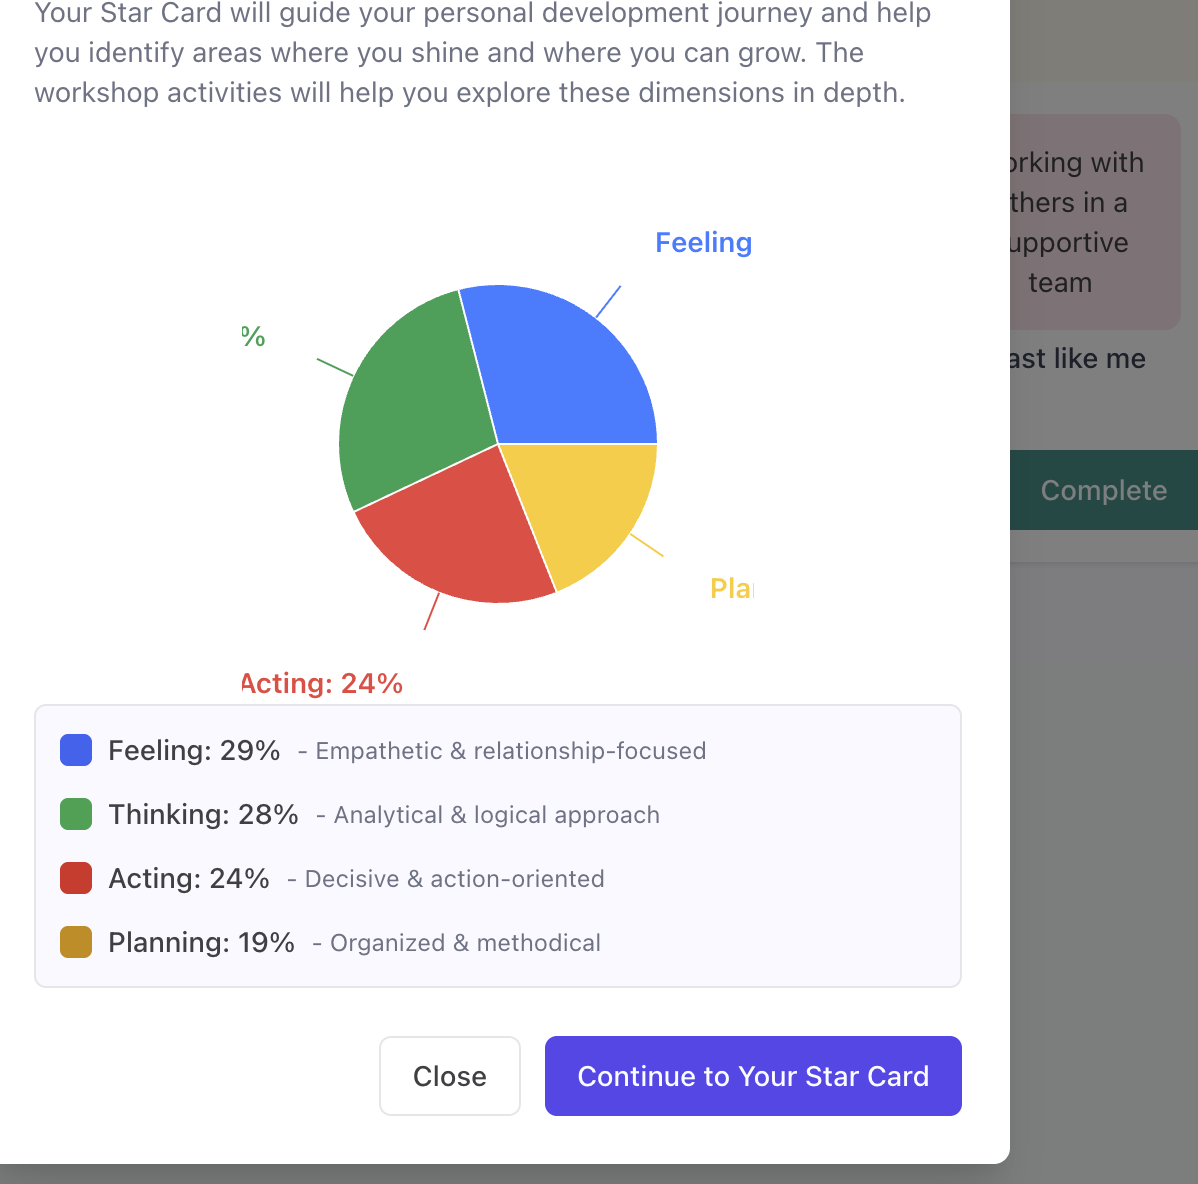 Your Star Card will guide your personal development journey and help
you identify areas where you shine and where you can grow. The
workshop activities will help you explore these dimensions in depth.
orking with
thers in a
upportive
team
Feeling
%
ast like me
Complete
Pla
Acting: 24%
Feeling: 29% - Empathetic & relationship-focused
Thinking: 28% - Analytical & logical approach
Acting: 24% - Decisive & action-oriented
Planning: 19% - Organized & methodical
Close
Continue to Your Star Card